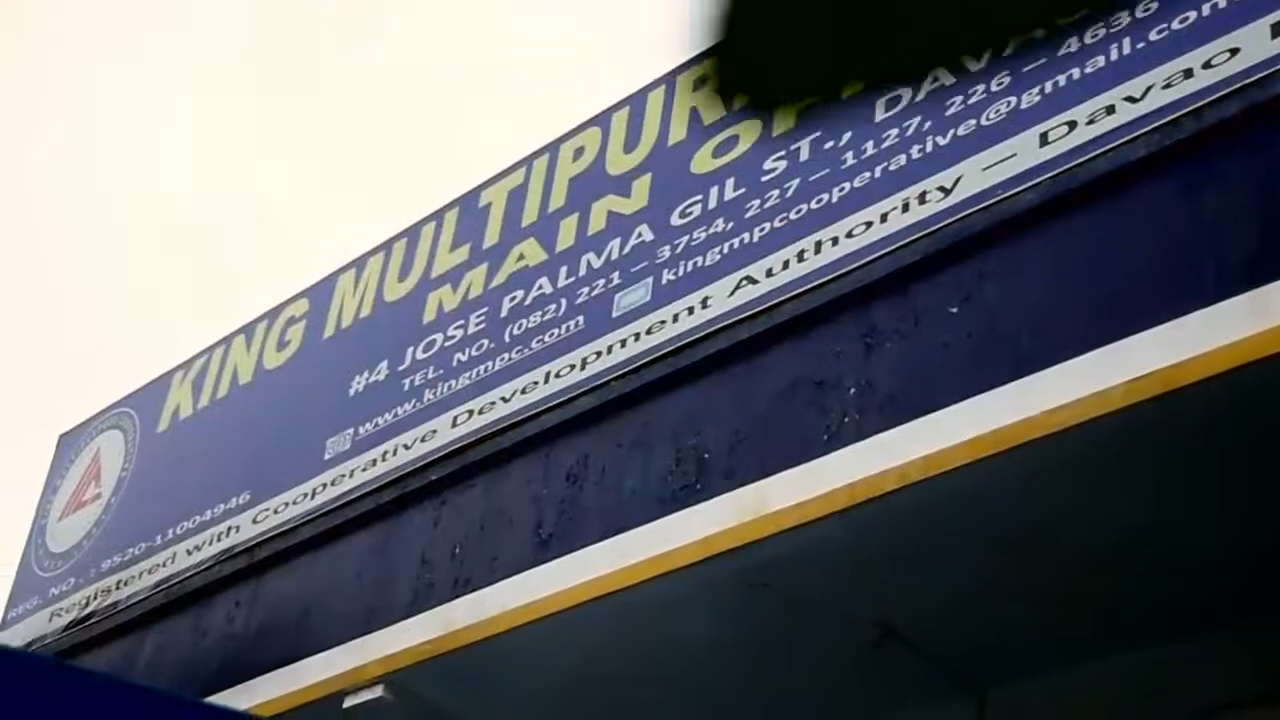 KING MULTIPUR
MAIN OF
#4 JOSE PALMA GIL ST., DAVAO
TEL. NO. (082) 221 – 3754, 227 – 1127, 226 – 4636
www.kingmpc.com kingmpcooperative@gmail.com
REG. NO. : 9520-11004946
Registered with Cooperative Development Authority – Davao